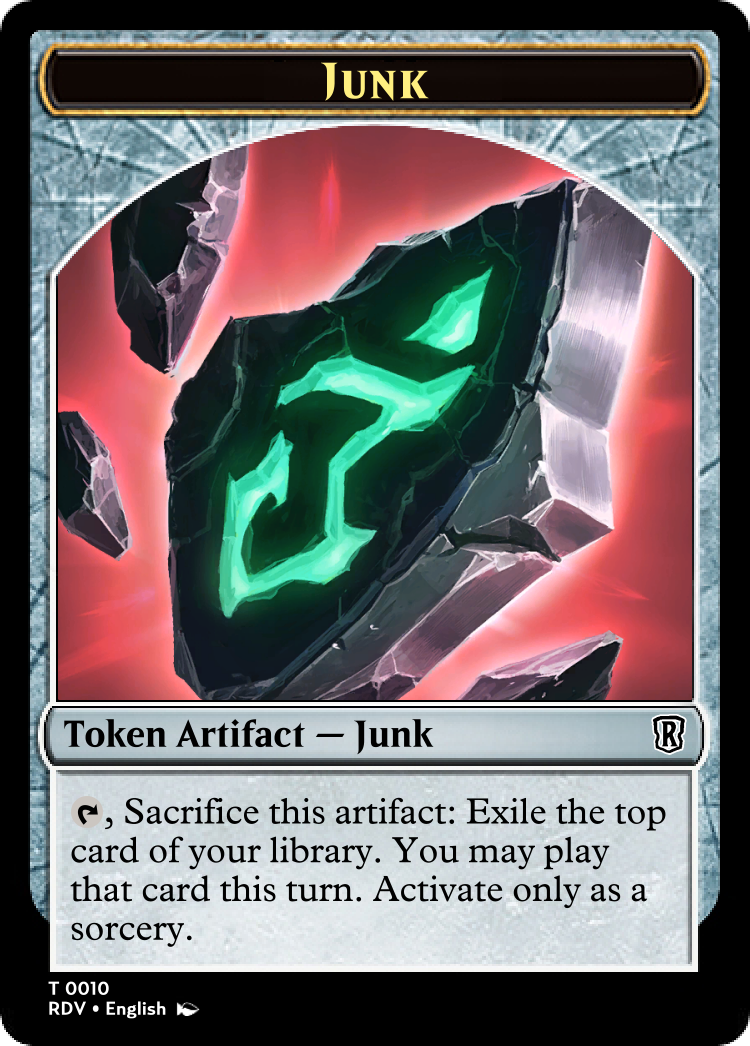 Junk
Token Artifact — Junk
R
, Sacrifice this artifact: Exile the top
card of your library. You may play
that card this turn. Activate only as a
sorcery.
T 0010
RDV • English